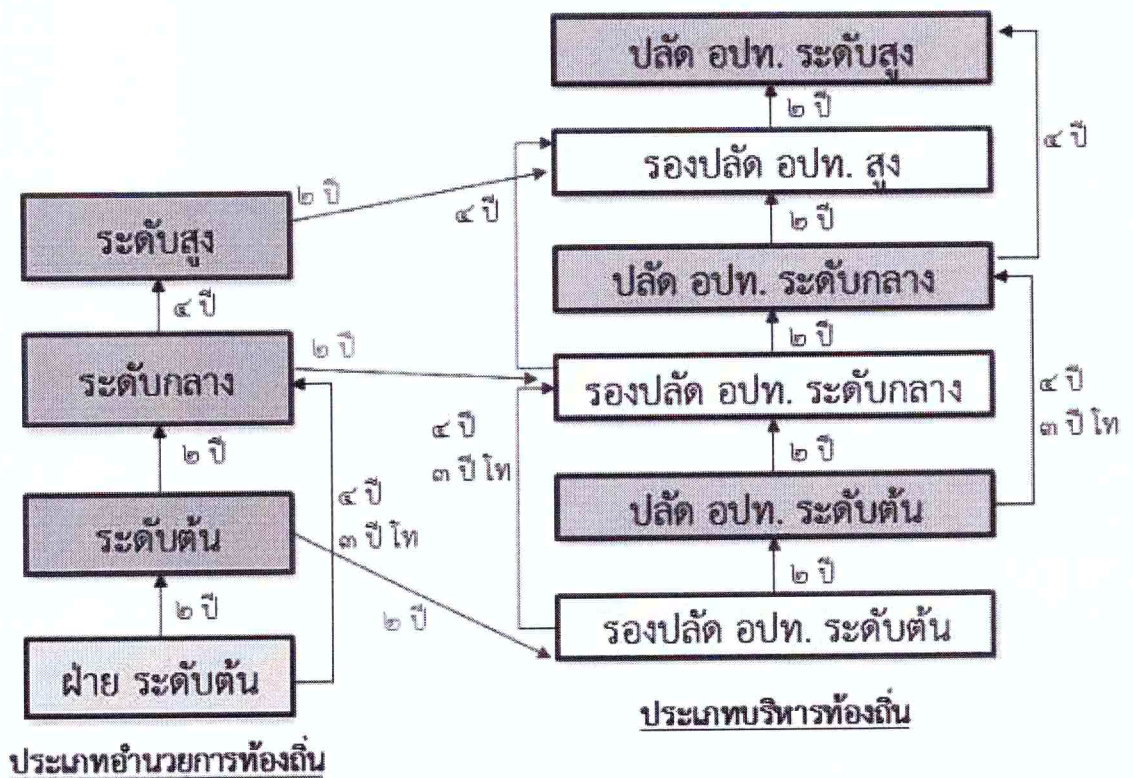 ปลัด อปท. ระดับสูง
๒ ปี
๔ ปี
รองปลัด อปท. สูง
๒ ปี
๔ ปี
๒ ปี
ระดับสูง
ปลัด อปท. ระดับกลาง
๔ ปี
๒ ปี
๒ ปี
ระดับกลาง
รองปลัด อปท. ระดับกลาง
๔ ปี
๓ ปี โท
๔ ปี
๓ ปี โท
๒ ปี
๒ ปี
ปลัด อปท. ระดับต้น
๔ ปี
๓ ปี โท
ระดับต้น
๒ ปี
๒ ปี
๒ ปี
รองปลัด อปท. ระดับต้น
ฝ่าย ระดับต้น
ประเภทบริหารท้องถิ่น
ประเภทอำนวยการท้องถิ่น